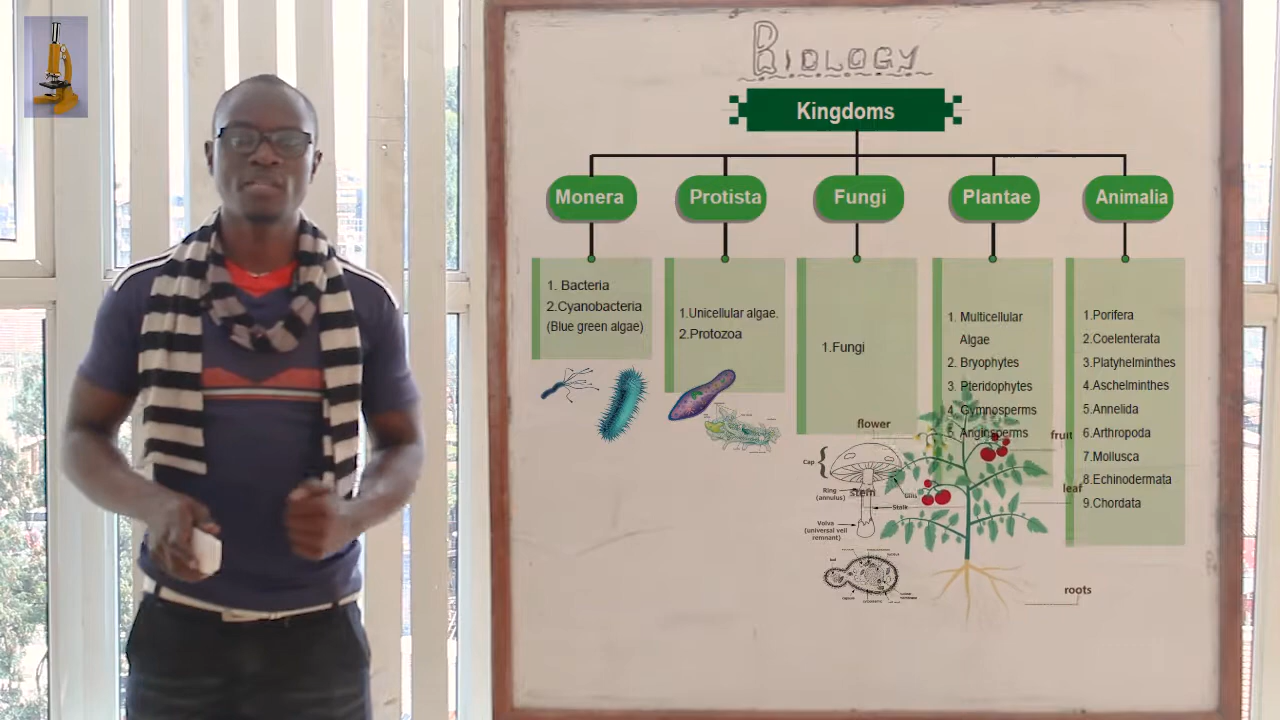 BIOLOGY
Kingdoms
Monera
Protista
Fungi
Plantae
Animalia
1. Bacteria
2.Cyanobacteria
(Blue green algae)
1.Unicellular algae.
2.Protozoa
1.Fungi
1. Multicellular
Algae
2. Bryophytes
3. Pteridophytes
4. Gymnosperms
5. Angiosperms
1.Porifera
2.Coelenterata
3.Platyhelminthes
4.Aschelminthes
5.Annelida
6.Arthropoda
7.Mollusca
8.Echinodermata
9.Chordata
flower
fruit
Cap
Ring
(annulus)
stem
Gills
leaf
Stalk
Volva
(universal veil
remnant)
roots